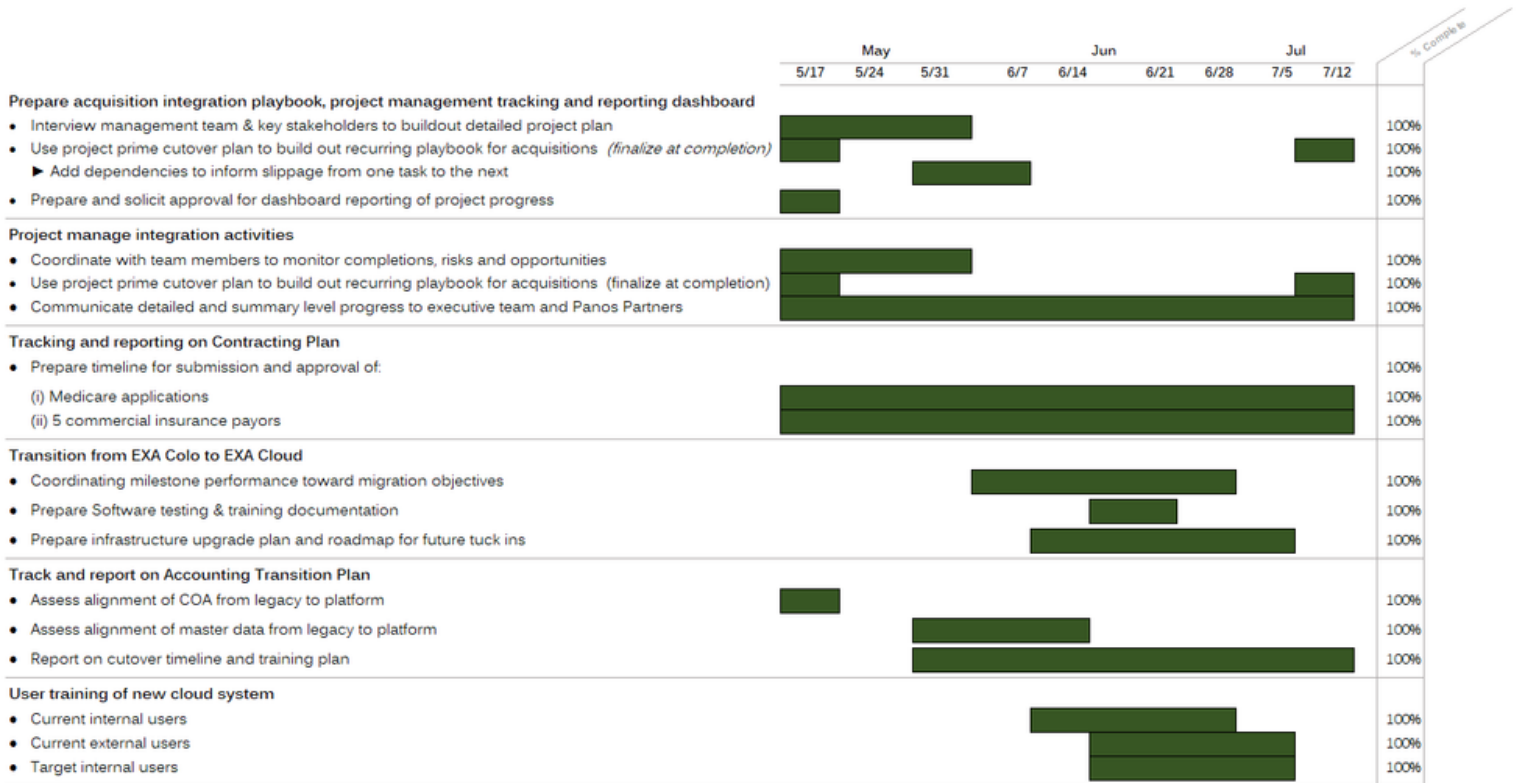 % Complete
May Jun Jul
5/17 5/24 5/31 6/7 6/14 6/21 6/28 7/5 7/12
Prepare acquisition integration playbook, project management tracking and reporting dashboard
• Interview management team & key stakeholders to buildout detailed project plan 100%
• Use project prime cutover plan to build out recurring playbook for acquisitions (finalize at completion) 100%
► Add dependencies to inform slippage from one task to the next 100%
• Prepare and solicit approval for dashboard reporting of project progress 100%
Project manage integration activities
• Coordinate with team members to monitor completions, risks and opportunities 100%
• Use project prime cutover plan to build out recurring playbook for acquisitions (finalize at completion) 100%
• Communicate detailed and summary level progress to executive team and Panos Partners 100%
Tracking and reporting on Contracting Plan
• Prepare timeline for submission and approval of: 100%
(i) Medicare applications 100%
(ii) 5 commercial insurance payors 100%
Transition from EXA Colo to EXA Cloud
• Coordinating milestone performance toward migration objectives 100%
• Prepare Software testing & training documentation 100%
• Prepare infrastructure upgrade plan and roadmap for future tuck ins 100%
Track and report on Accounting Transition Plan
• Assess alignment of COA from legacy to platform 100%
• Assess alignment of master data from legacy to platform 100%
• Report on cutover timeline and training plan 100%
User training of new cloud system
• Current internal users 100%
• Current external users 100%
• Target internal users 100%